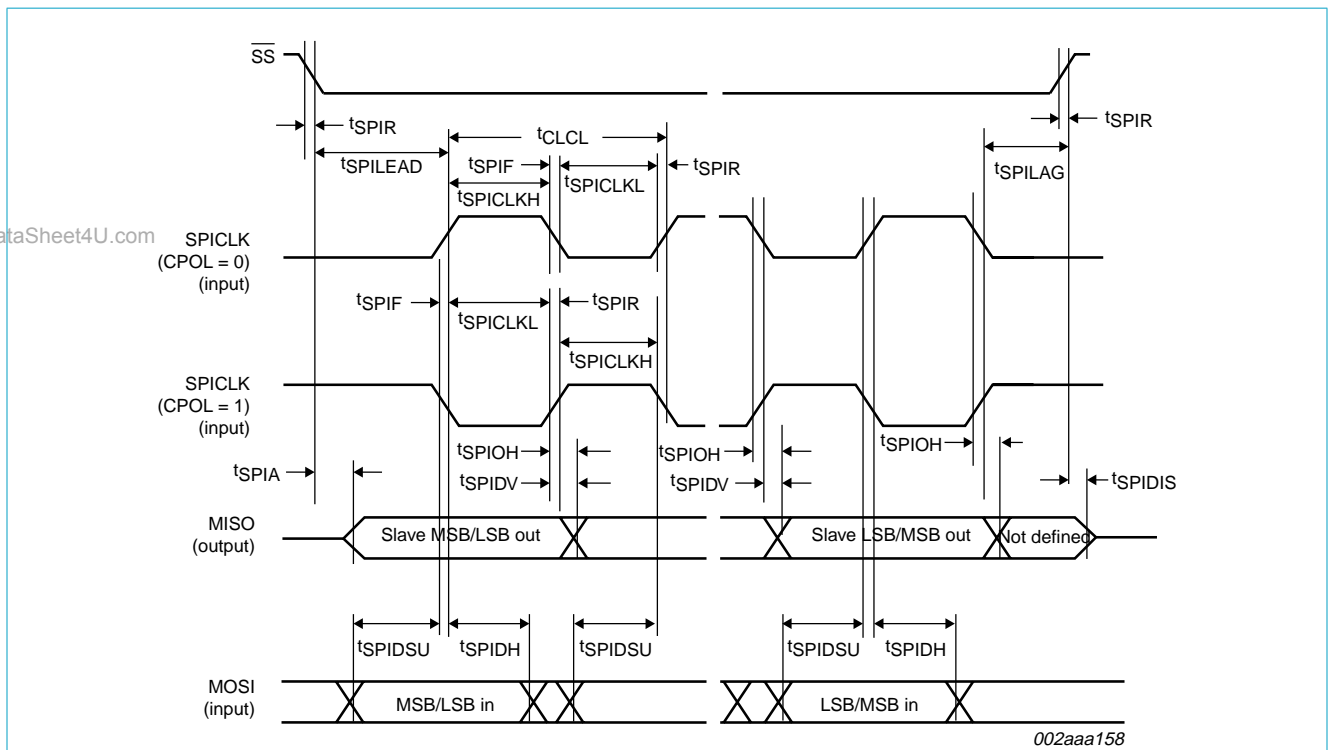 SS
tSPIR
tCLCL
tSPIR
tSPILEAD
tSPIF
tSPICLKL
tSPIR
tSPILAG
tSPICLKH
ataSheet4U.com
SPICLK
(CPOL = 0)
(input)
tSPIF
tSPICLKL
tSPIR
tSPICLKH
SPICLK
(CPOL = 1)
(input)
tSPIOH
tSPIOH
tSPIOH
tSPIA
tSPIDV
tSPIDV
tSPIDIS
MISO
(output)
Slave MSB/LSB out
Slave LSB/MSB out
Not defined
tSPIDSU
tSPIDH
tSPIDSU
tSPIDSU
tSPIDH
MOSI
(input)
MSB/LSB in
LSB/MSB in
002aaa158